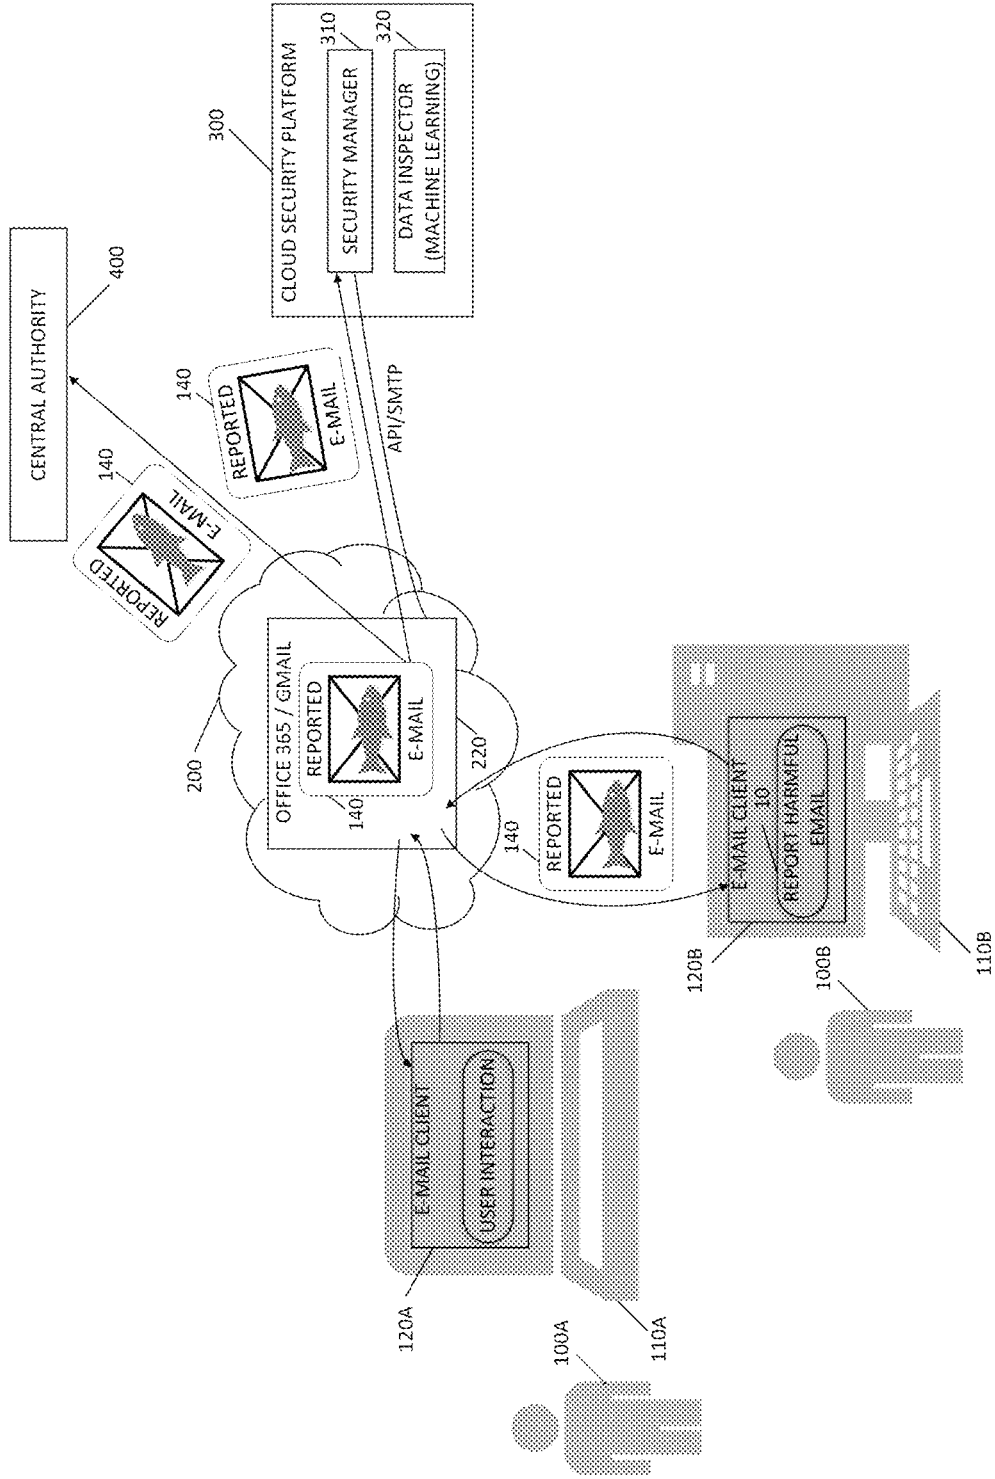 CENTRAL AUTHORITY
400
140
REPORTED
E-MAIL
300
CLOUD SECURITY PLATFORM
310
SECURITY MANAGER
320
DATA INSPECTOR
(MACHINE LEARNING)
140
REPORTED
E-MAIL
API/SMTP
200
OFFICE 365 / GMAIL
REPORTED
E-MAIL
140
220
140
REPORTED
E-MAIL
E-MAIL CLIENT
USER INTERACTION
120A
110A
100A
E-MAIL CLIENT
10
REPORT HARMFUL
EMAIL
120B
110B
100B